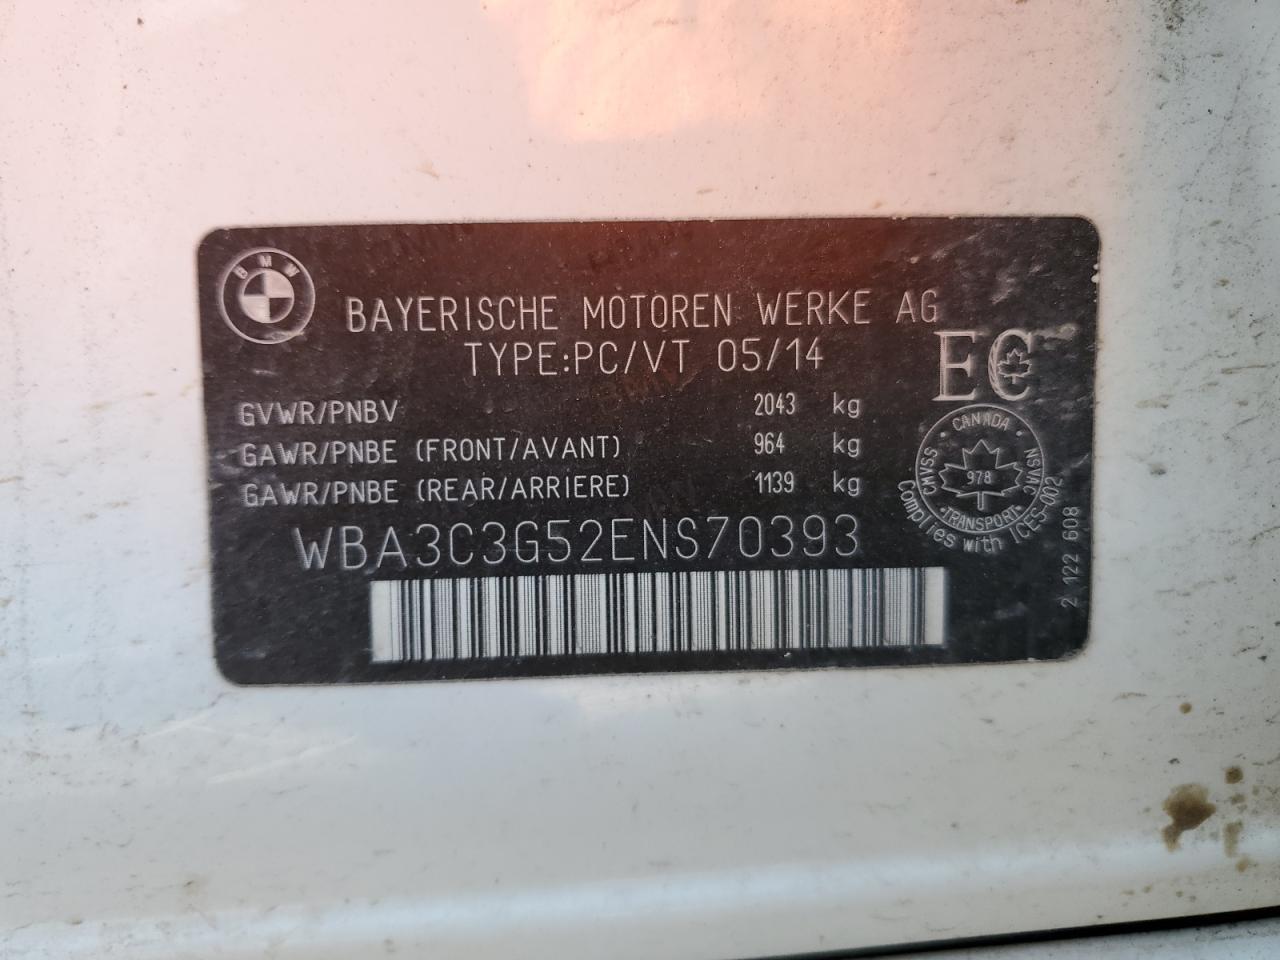 BMW
BAYERISCHE MOTOREN WERKE AG
TYPE:PC/VT 05/14
EC
GVWR/PNBV 2043 kg
GAWR/PNBE (FRONT/AVANT) 964 kg
GAWR/PNBE (REAR/ARRIERE) 1139 kg
WBA3C3G52ENS70393
CANADA
CMVSS
978
NSVAC
TRANSPORT
Complies with ICES-002
2 122 608